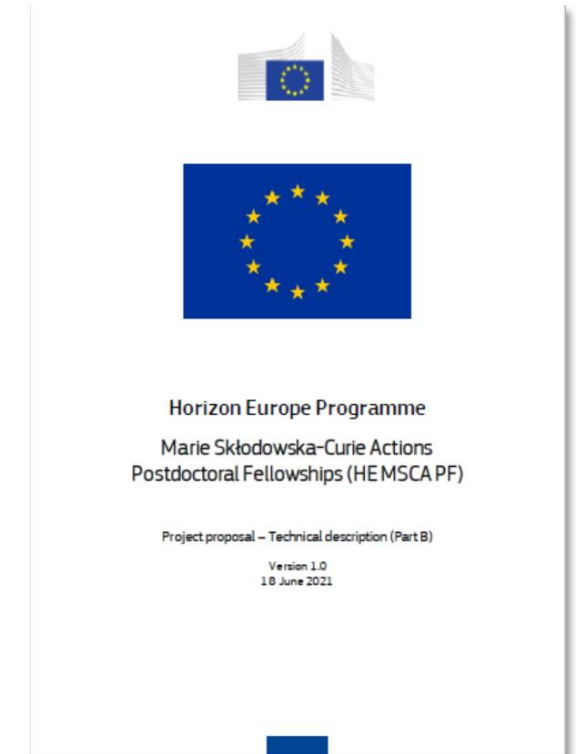 Horizon Europe Programme
Marie Skłodowska-Curie Actions
Postdoctoral Fellowships (HE MSCA PF)
Project proposal – Technical description (Part B)
Version 1.0
18 June 2021